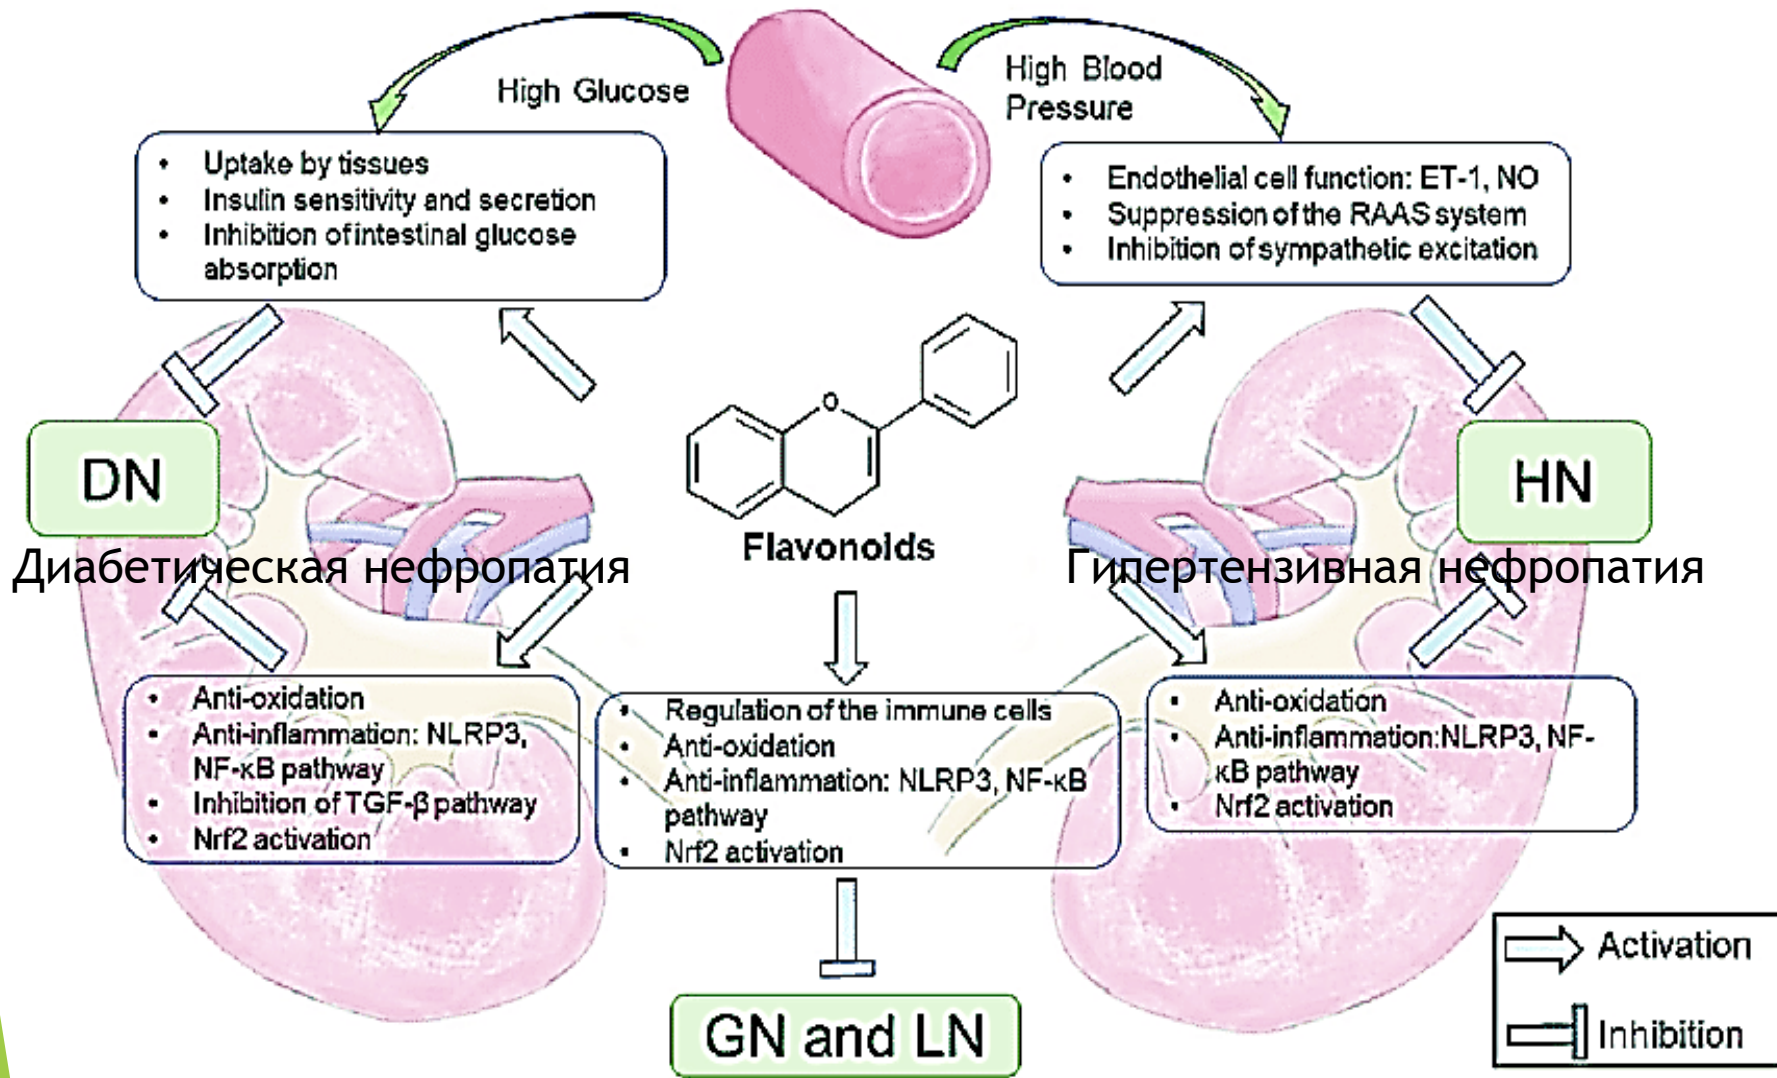 High Glucose
High Blood
Pressure
• Uptake by tissues
• Insulin sensitivity and secretion
• Inhibition of intestinal glucose
absorption
• Endothelial cell function: ET-1, NO
• Suppression of the RAAS system
• Inhibition of sympathetic excitation
O
DN
HN
Flavonoids
Диабетическая нефропатия
Гипертензивная нефропатия
• Anti-oxidation
• Anti-inflammation: NLRP3,
NF-κB pathway
• Inhibition of TGF-β pathway
• Nrf2 activation
• Regulation of the immune cells
• Anti-oxidation
• Anti-inflammation: NLRP3, NF-κB
pathway
• Nrf2 activation
• Anti-oxidation
• Anti-inflammation:NLRP3, NF-
κB pathway
• Nrf2 activation
GN and LN
Activation
Inhibition